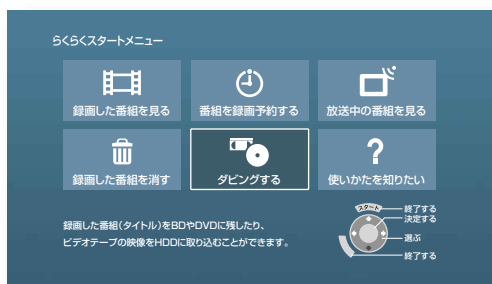 らくらくスタートメニュー
録画した番組を見る
番組を録画予約する
放送中の番組を見る
録画した番組を消す
ダビングする
?
使いかたを知りたい
録画した番組(タイトル)をBDやDVDに残したり、
ビデオテープの映像をHDDに取り込むことができます。
スタート
終了する
決定する
選ぶ
終了する